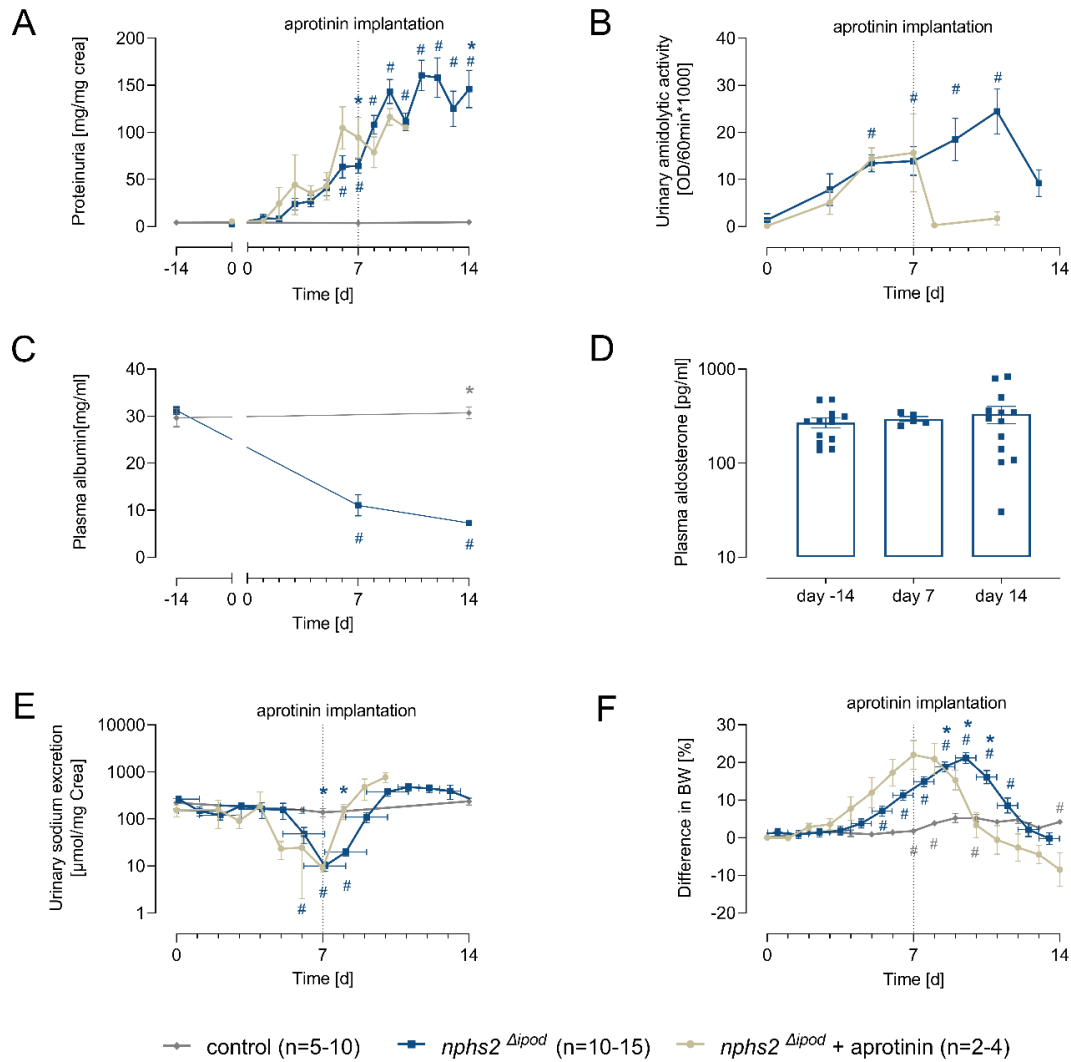 A
aprotinin implantation
Proteinuria [mg/mg crea]
200
150
100
50
0
* # # # # # # # # * #
-14 0 0 7 14
Time [d]
B
aprotinin implantation
Urinary amidolytic activity
[OD/60min*1000]
40
30
20
10
0
# # # #
0 7 14
Time [d]
C
Plasma albumin[mg/ml]
40
30
20
10
0
*
# #
-14 0 0 7 14
Time [d]
D
Plasma aldosterone [pg/ml]
1000
100
10
day -14 day 7 day 14
E
aprotinin implantation
Urinary sodium excretion
[µmol/mg Crea]
10000
1000
100
10
1
* *
# # #
0 7 14
Time [d]
F
aprotinin implantation
Difference in BW [%]
30
20
10
0
-10
-20
* * *
# # # #
# # #
# # # #
0 7 14
Time [d]
control (n=5-10) nphs2 Δipod (n=10-15) nphs2 Δipod + aprotinin (n=2-4)